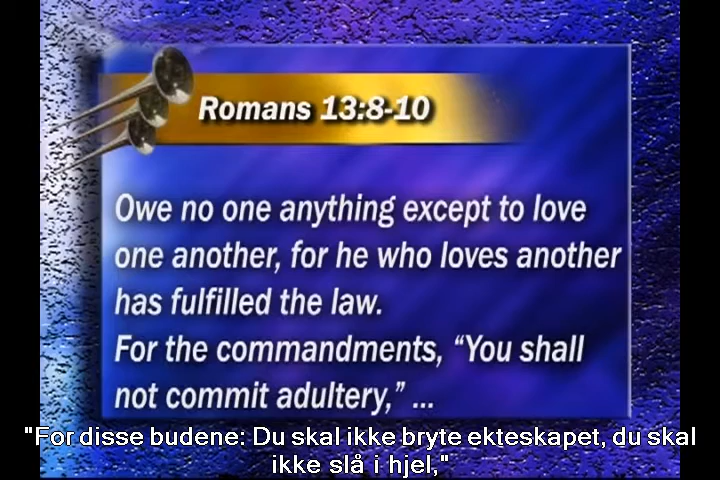 Romans 13:8-10
Owe no one anything except to love
one another, for he who loves another
has fulfilled the law.
For the commandments, “You shall
not commit adultery,” ...
"For disse budene: Du skal ikke bryte ekteskapet, du skal
ikke slå i hjel,"